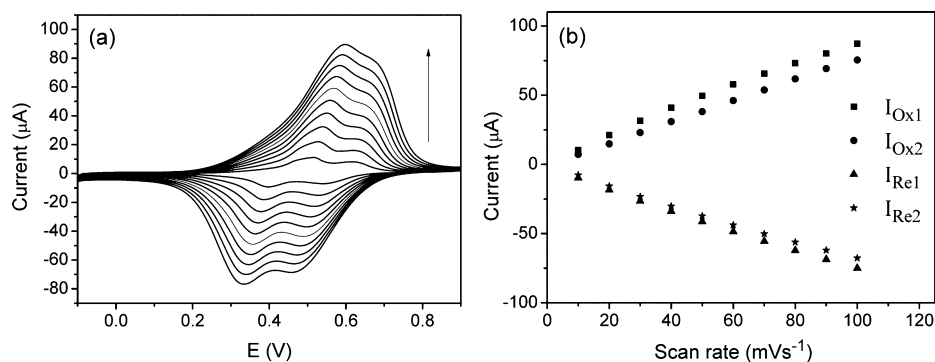 (a)
Current (μA)
100
80
60
40
20
0
-20
-40
-60
-80
0.0 0.2 0.4 0.6 0.8
E (V)
(b)
Current (μA)
100
50
0
-50
-100
0 20 40 60 80 100 120
Scan rate (mVs⁻¹)
I_Ox1
I_Ox2
I_Re1
I_Re2